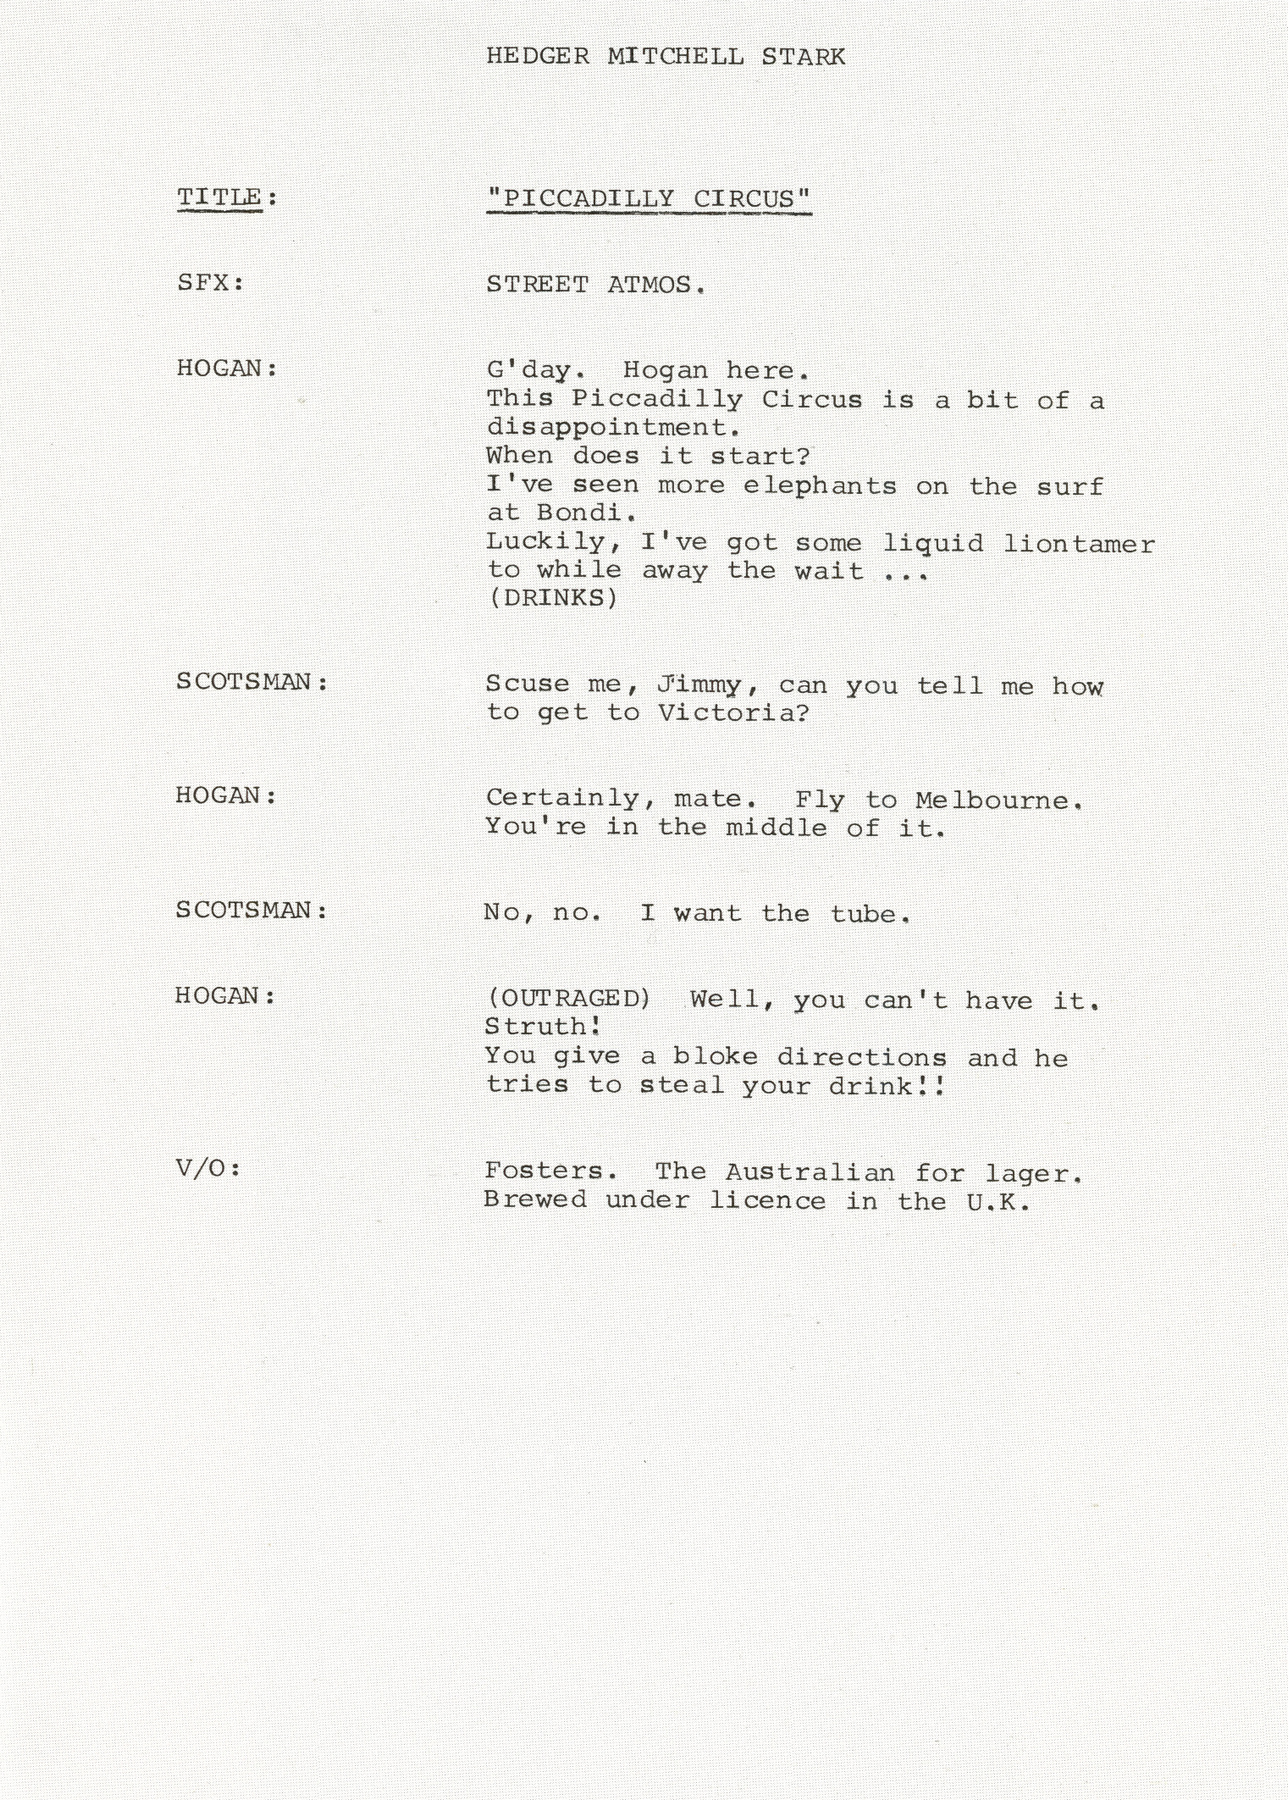 HEDGER MITCHELL STARK
TITLE: "PICCADILLY CIRCUS"
SFX: STREET ATMOS.
HOGAN: G'day.  Hogan here.
This Piccadilly Circus is a bit of a
disappointment.
When does it start?
I've seen more elephants on the surf
at Bondi.
Luckily, I've got some liquid liontamer
to while away the wait ...
(DRINKS)
SCOTSMAN: Scuse me, Jimmy, can you tell me how
to get to Victoria?
HOGAN: Certainly, mate.  Fly to Melbourne.
You're in the middle of it.
SCOTSMAN: No, no.  I want the tube.
HOGAN: (OUTRAGED)  Well, you can't have it.
Struth!
You give a bloke directions and he
tries to steal your drink!!
V/O: Fosters.  The Australian for lager.
Brewed under licence in the U.K.